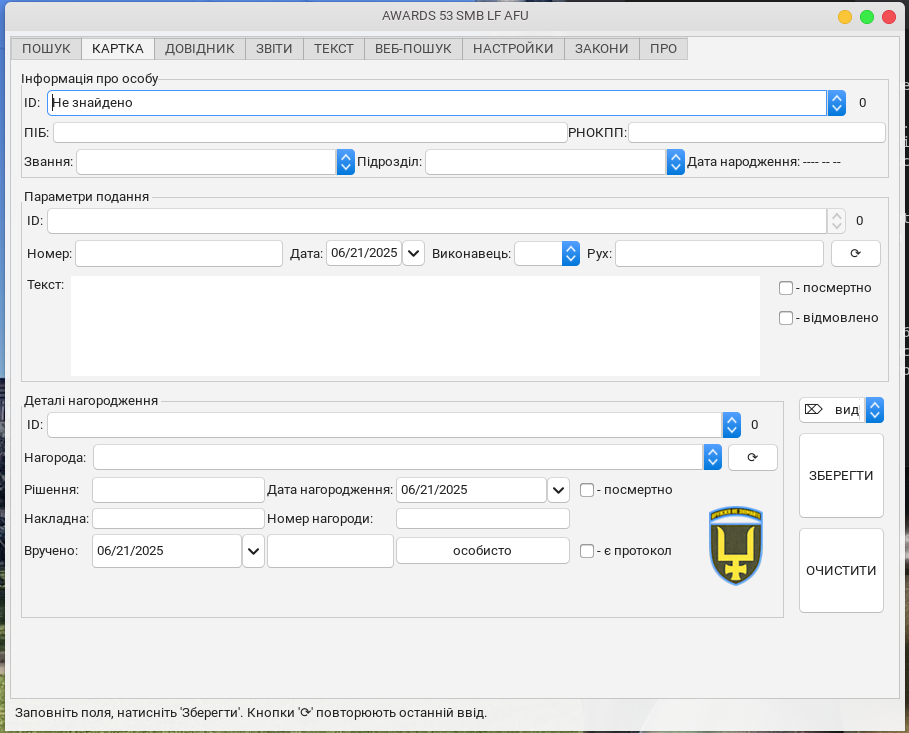 AWARDS 53 SMB LF AFU
ПОШУК КАРТКА ДОВІДНИК ЗВІТИ ТЕКСТ ВЕБ-ПОШУК НАСТРОЙКИ ЗАКОНИ ПРО
Інформація про особу
ID: Не знайдено 0
ПІБ: РНОКПП:
Звання: Підрозділ: Дата народження: ---- -- --
Параметри подання
ID: 0
Номер: Дата: 06/21/2025 Виконавець: Рух: ⟳
Текст: - посмертно
- відмовлено
Деталі нагородження
ID: 0
⌦ вид
Нагорода: ⟳
ЗБЕРЕГТИ
Рішення: Дата нагородження: 06/21/2025 - посмертно
Накладна: Номер нагороди:
Вручено: 06/21/2025 особисто - є протокол
ОЧИСТИТИ
Заповніть поля, натисніть 'Зберегти'. Кнопки '⟳' повторюють останній ввід.